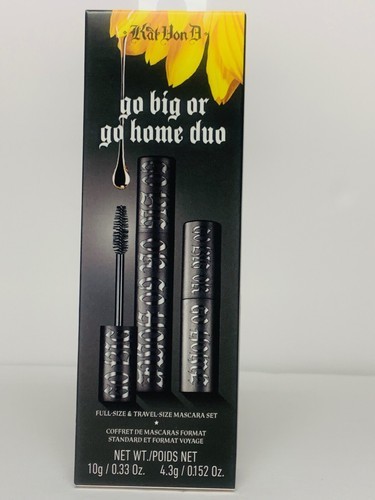 Kat Von D
go big or
go home duo
FULL-SIZE & TRAVEL-SIZE MASCARA SET
COFFRET DE MASCARAS FORMAT
STANDARD ET FORMAT VOYAGE
NET WT./POIDS NET
10g / 0.33 Oz. 4.3g / 0.152 Oz.